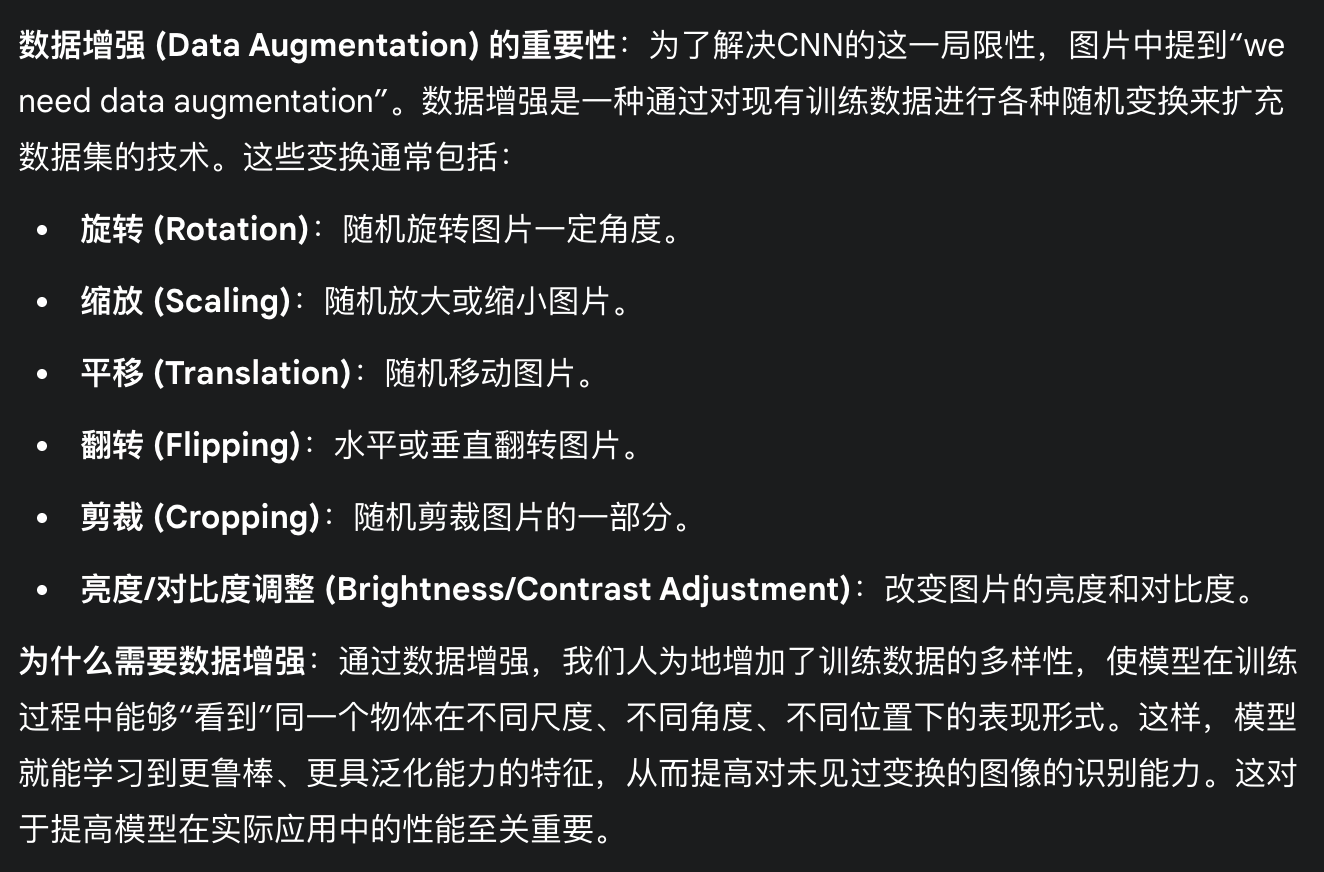 数据增强 (Data Augmentation) 的重要性：为了解决CNN的这一局限性，图片中提到“we
need data augmentation”。数据增强是一种通过对现有训练数据进行各种随机变换来扩充
数据集的技术。这些变换通常包括：
• 旋转 (Rotation)：随机旋转图片一定角度。
• 缩放 (Scaling)：随机放大或缩小图片。
• 平移 (Translation)：随机移动图片。
• 翻转 (Flipping)：水平或垂直翻转图片。
• 剪裁 (Cropping)：随机剪裁图片的一部分。
• 亮度/对比度调整 (Brightness/Contrast Adjustment)：改变图片的亮度和对比度。
为什么需要数据增强：通过数据增强，我们人为地增加了训练数据的多样性，使模型在训练
过程中能够“看到”同一个物体在不同尺度、不同角度、不同位置下的表现形式。这样，模型
就能学习到更鲁棒、更具泛化能力的特征，从而提高对未见过变换的图像的识别能力。这对
于提高模型在实际应用中的性能至关重要。